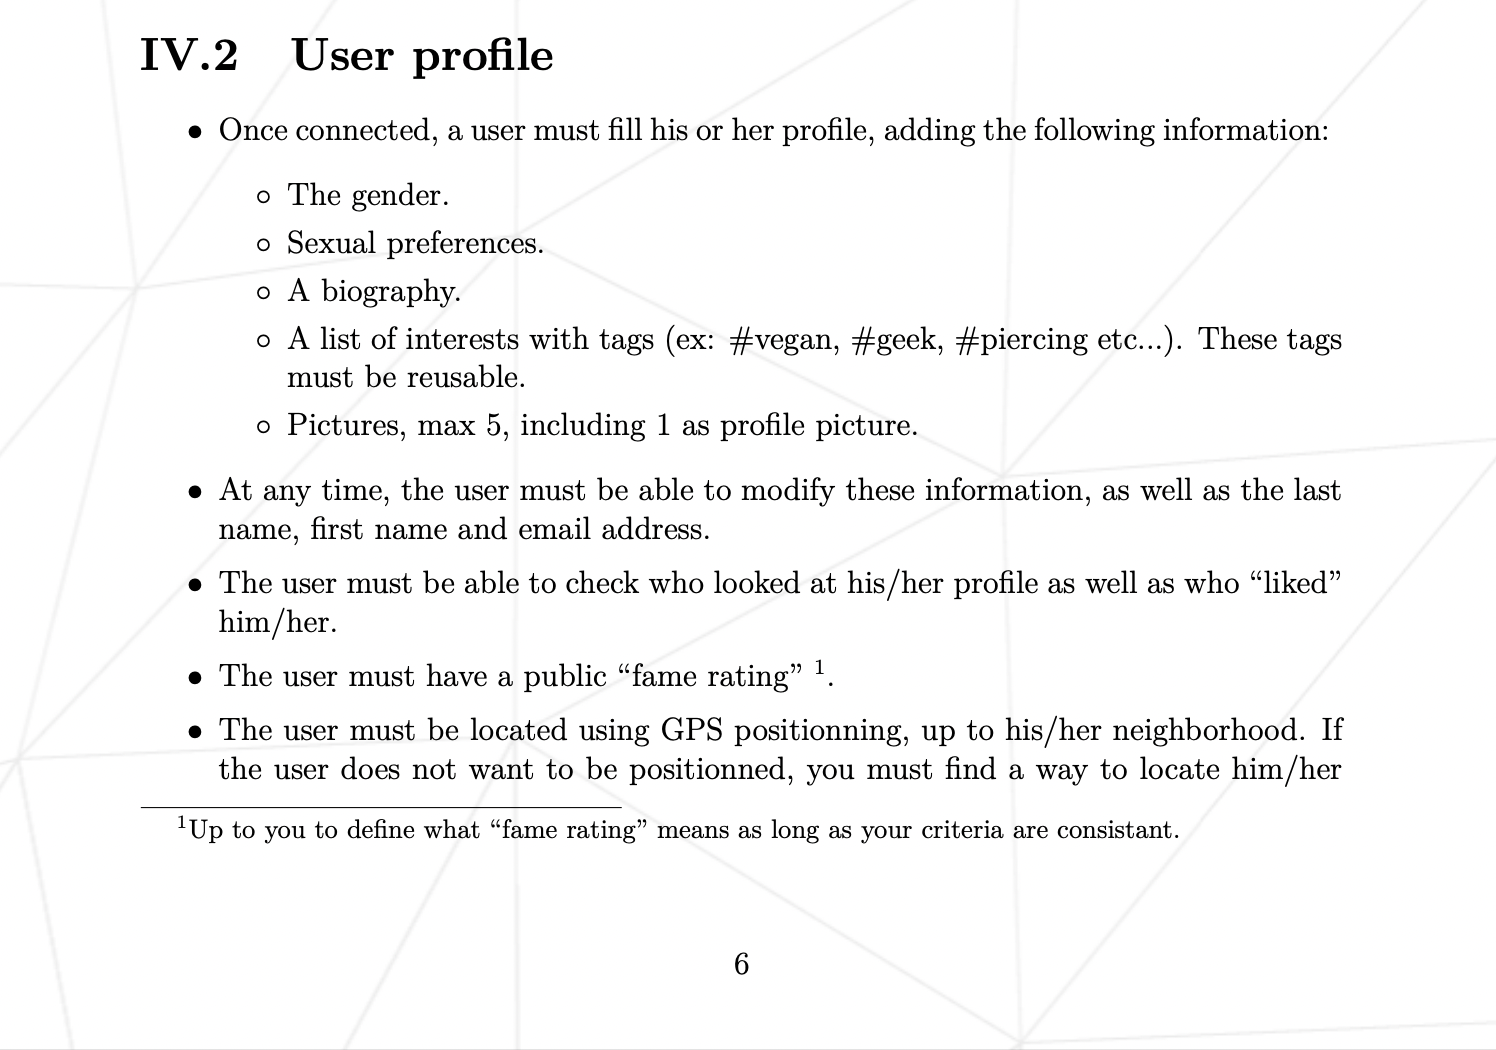 IV.2 User profile
• Once connected, a user must fill his or her profile, adding the following information:
◦ The gender.
◦ Sexual preferences.
◦ A biography.
◦ A list of interests with tags (ex: #vegan, #geek, #piercing etc...). These tags
must be reusable.
◦ Pictures, max 5, including 1 as profile picture.
• At any time, the user must be able to modify these information, as well as the last
name, first name and email address.
• The user must be able to check who looked at his/her profile as well as who “liked”
him/her.
• The user must have a public “fame rating” ¹.
• The user must be located using GPS positionning, up to his/her neighborhood. If
the user does not want to be positionned, you must find a way to locate him/her
¹Up to you to define what “fame rating” means as long as your criteria are consistant.
6